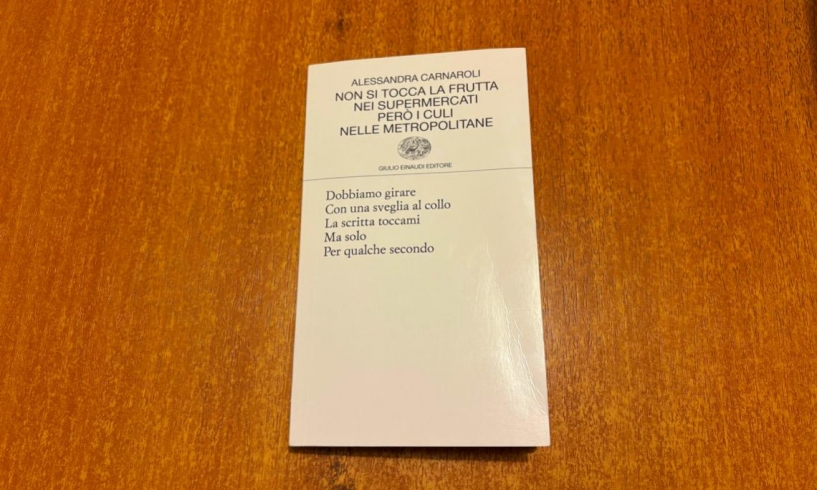 ALESSANDRA CARNAROLI
NON SI TOCCA LA FRUTTA
NEI SUPERMERCATI
PERÒ I CULI
NELLE METROPOLITANE
GIULIO EINAUDI EDITORE
Dobbiamo girare
Con una sveglia al collo
La scritta toccami
Ma solo
Per qualche secondo